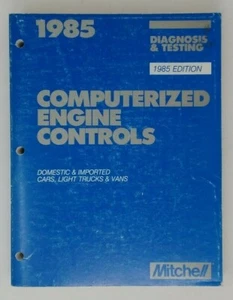 1985
DIAGNOSIS
& TESTING
1985 EDITION
COMPUTERIZED
ENGINE
CONTROLS
DOMESTIC & IMPORTED
CARS, LIGHT TRUCKS & VANS
Mitchell